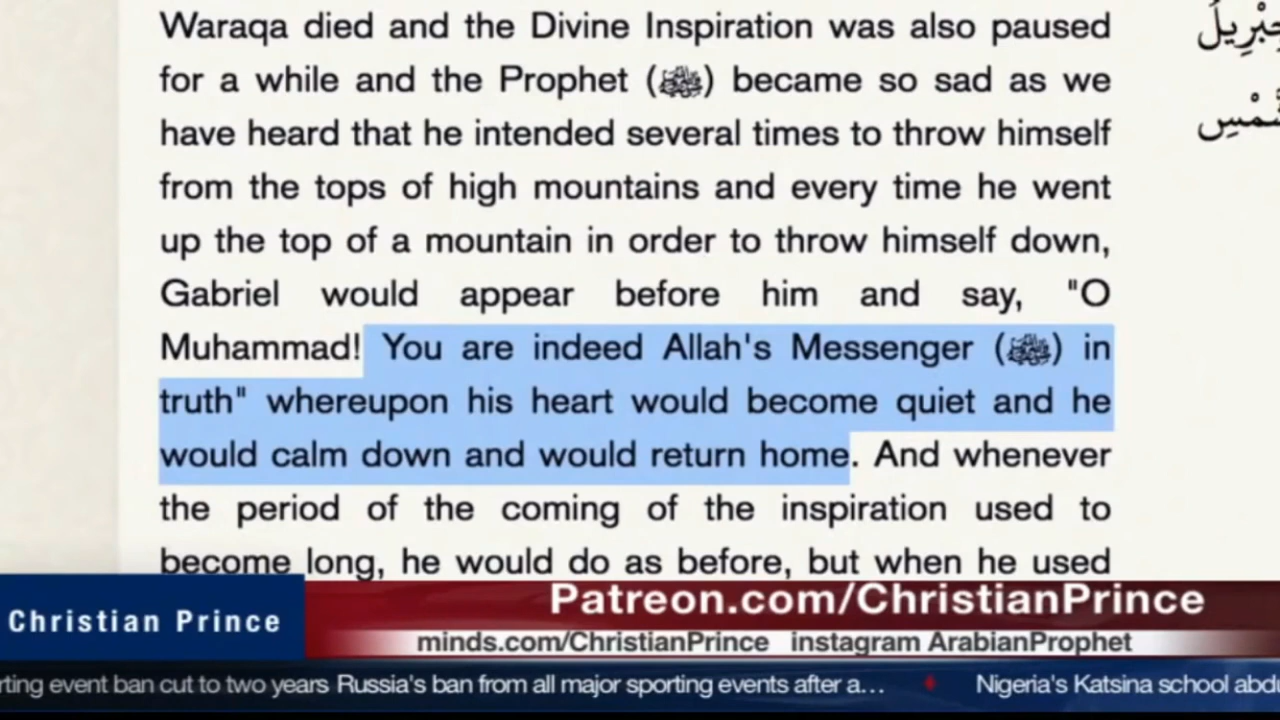 Waraqa died and the Divine Inspiration was also paused
for a while and the Prophet (ﷺ) became so sad as we
have heard that he intended several times to throw himself
from the tops of high mountains and every time he went
up the top of a mountain in order to throw himself down,
Gabriel would appear before him and say, "O
Muhammad! You are indeed Allah's Messenger (ﷺ) in
truth" whereupon his heart would become quiet and he
would calm down and would return home. And whenever
the period of the coming of the inspiration used to
become long, he would do as before, but when he used
Christian Prince
Patreon.com/ChristianPrince
minds.com/ChristianPrince instagram ArabianProphet
rting event ban cut to two years Russia's ban from all major sporting events after a... Nigeria's Katsina school abdu